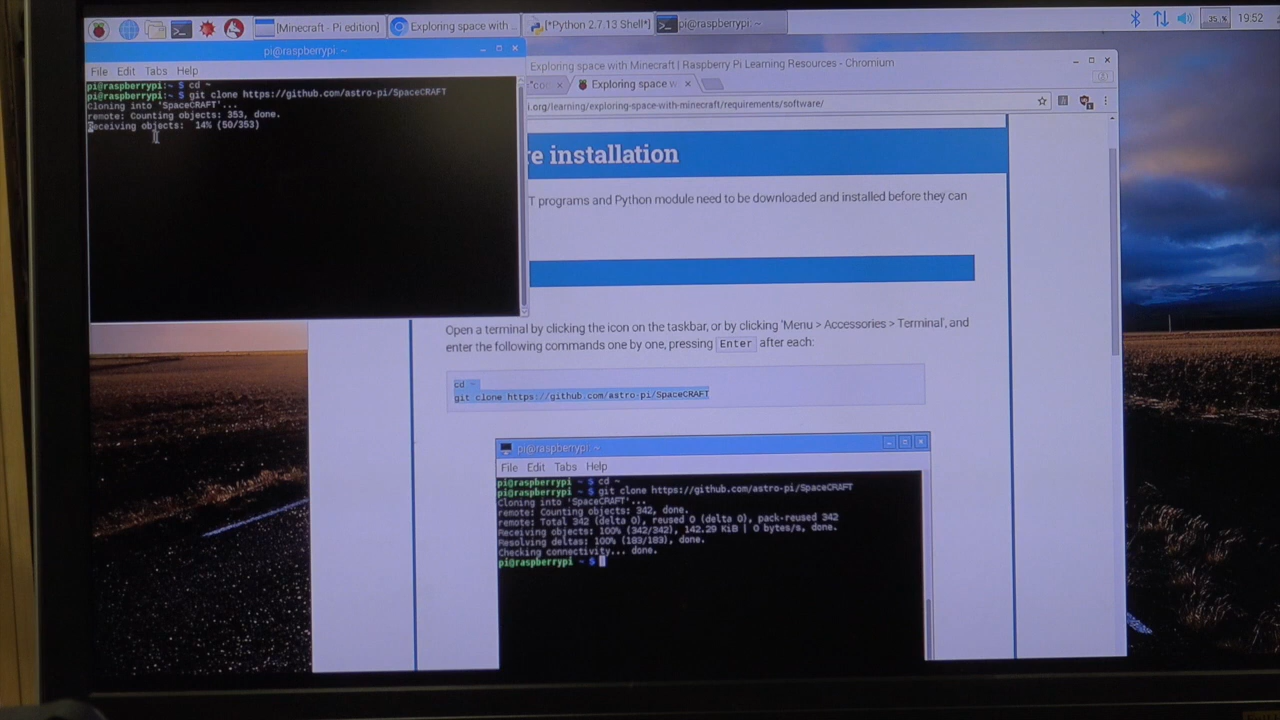 [Minecraft - Pi edition]
Exploring space with ...
[*Python 2.7.13 Shell*]
pi@raspberrypi: ~
35 %
19:52
pi@raspberrypi: ~
File Edit Tabs Help
pi@raspberrypi:~ $ cd ~
pi@raspberrypi:~ $ git clone https://github.com/astro-pi/SpaceCRAFT
Cloning into 'SpaceCRAFT'...
remote: Counting objects: 353, done.
Receiving objects:  14% (50/353)
Exploring space with Minecraft | Raspberry Pi Learning Resources - Chromium
Exploring space w
i.org/learning/exploring-space-with-minecraft/requirements/software/
re installation
T programs and Python module need to be downloaded and installed before they can
Open a terminal by clicking the icon on the taskbar, or by clicking 'Menu > Accessories > Terminal', and
enter the following commands one by one, pressing Enter after each:
cd ~
git clone https://github.com/astro-pi/SpaceCRAFT
pi@raspberrypi: ~
File Edit Tabs Help
pi@raspberrypi ~ $ cd ~
pi@raspberrypi ~ $ git clone https://github.com/astro-pi/SpaceCRAFT
Cloning into 'SpaceCRAFT'...
remote: Counting objects: 342, done.
remote: Total 342 (delta 0), reused 0 (delta 0), pack-reused 342
Receiving objects: 100% (342/342), 142.29 KiB | 0 bytes/s, done.
Resolving deltas: 100% (183/183), done.
Checking connectivity... done.
pi@raspberrypi ~ $